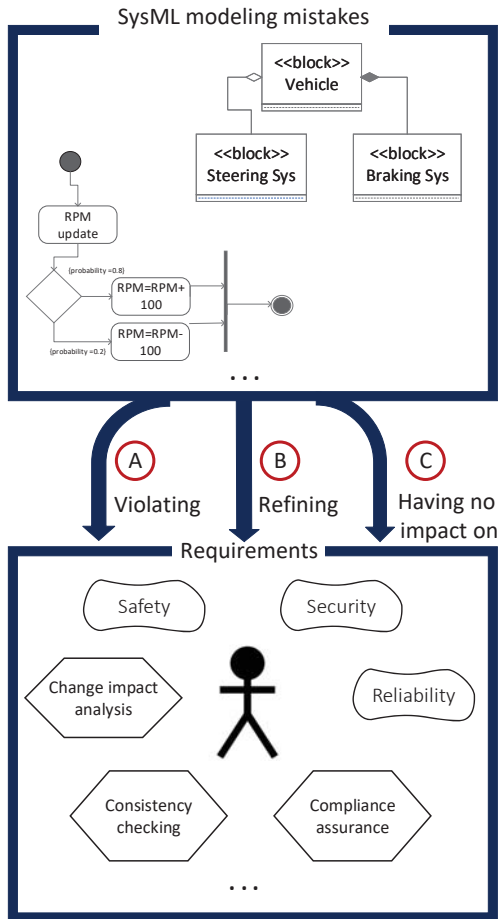 SysML modeling mistakes
<<block>>
Vehicle
<<block>>
Steering Sys
<<block>>
Braking Sys
RPM
update
(probability =0.8)
RPM=RPM+
100
RPM=RPM-
100
(probability=0.2)
...
A
Violating
B
Refining
C
Having no
impact on
Requirements
Safety
Security
Change impact
analysis
Reliability
Consistency
checking
Compliance
assurance
...